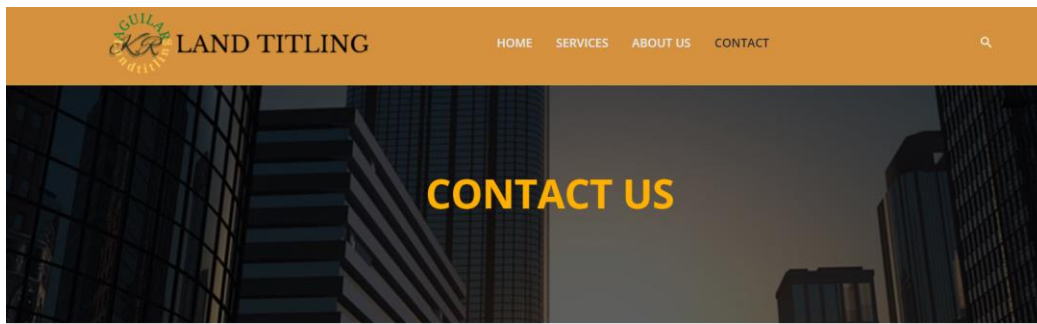 AGUILAR
KR
landtitling
LAND TITLING
HOME SERVICES ABOUT US CONTACT
CONTACT US